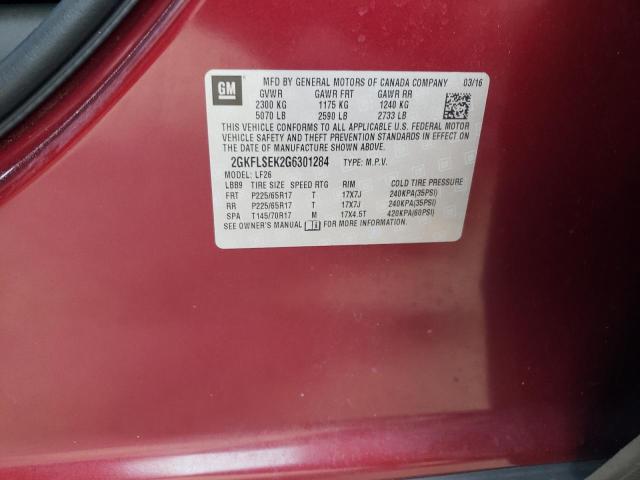 GM
MFD BY GENERAL MOTORS OF CANADA COMPANY 03/16
GVWR GAWR FRT GAWR RR
2300 KG 1175 KG 1240 KG
5070 LB 2590 LB 2733 LB
THIS VEHICLE CONFORMS TO ALL APPLICABLE U.S. FEDERAL MOTOR
VEHICLE SAFETY AND THEFT PREVENTION STANDARDS IN EFFECT ON
THE DATE OF MANUFACTURE SHOWN ABOVE.
2GKFLSEK2G6301284 TYPE: M.P.V.
MODEL: LF26
LBB9 TIRE SIZE SPEED RTG RIM COLD TIRE PRESSURE
FRT P225/65R17 T 17X7J 240KPA(35PSI)
RR P225/65R17 T 17X7J 240KPA(35PSI)
SPA T145/70R17 M 17X4.5T 420KPA(60PSI)
SEE OWNER'S MANUAL FOR MORE INFORMATION.